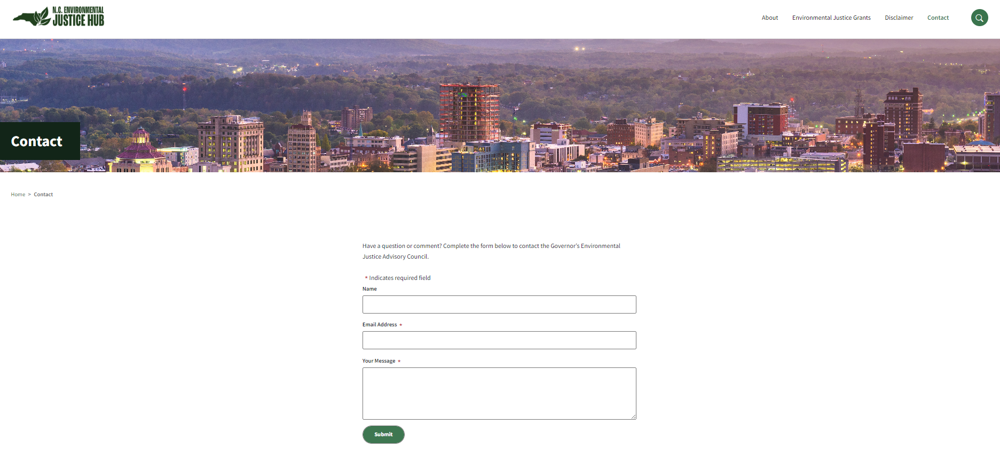 N.C. ENVIRONMENTAL
JUSTICE HUB
About
Environmental Justice Grants
Disclaimer
Contact
Contact
Home > Contact
Have a question or comment? Complete the form below to contact the Governor’s Environmental
Justice Advisory Council.
* Indicates required field
Name
Email Address *
Your Message *
Submit